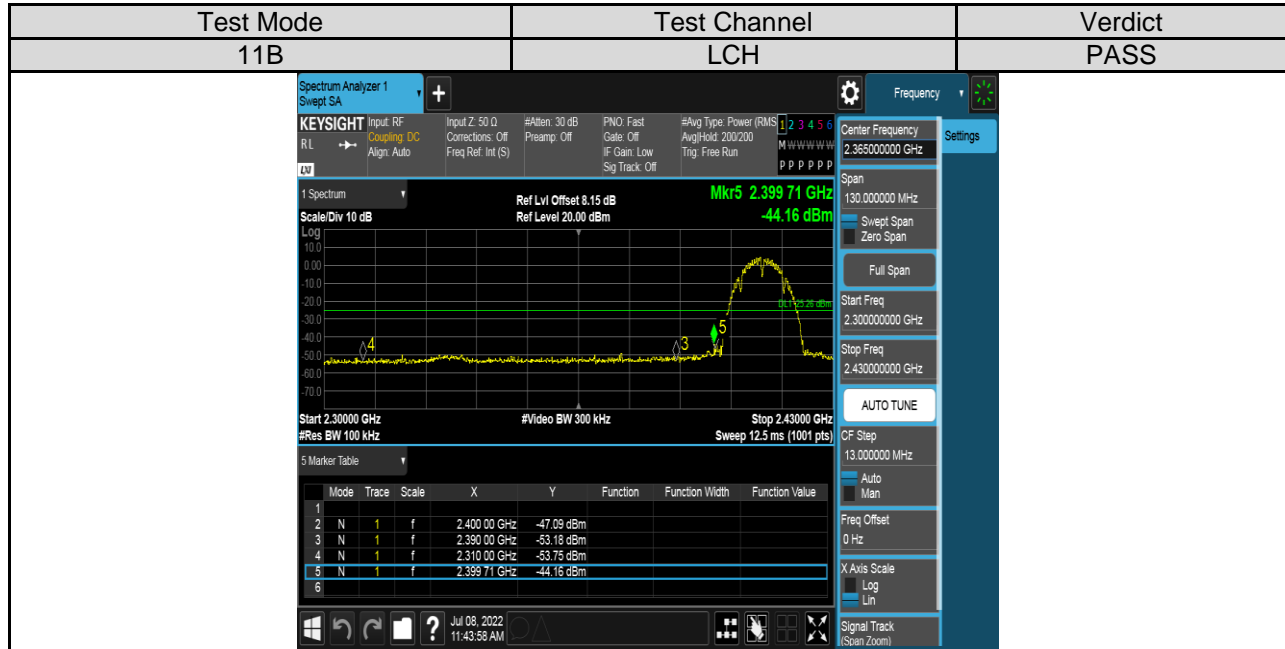 Test Mode Test Channel Verdict
11B LCH PASS
Spectrum Analyzer 1
Swept SA
+
Frequency
KEYSIGHT Input: RF Input Z: 50 Ω #Atten: 30 dB PNO: Fast #Avg Type: Power (RMS 1 2 3 4 5 6
RL Coupling: DC Corrections: Off Preamp: Off Gate: Off Avg|Hold: 200/200 M W W W W W
Align: Auto Freq Ref: Int (S) IF Gain: Low Trig: Free Run
LXI Sig Track: Off P P P P P P
Center Frequency
2.365000000 GHz
Settings
Span
130.000000 MHz
Swept Span
Zero Span
Full Span
Start Freq
2.300000000 GHz
Stop Freq
2.430000000 GHz
AUTO TUNE
CF Step
13.000000 MHz
Auto
Man
Freq Offset
0 Hz
X Axis Scale
Log
Lin
Signal Track
(Span Zoom)
1 Spectrum
Ref Lvl Offset 8.15 dB
Mkr5 2.399 71 GHz
Scale/Div 10 dB
Ref Level 20.00 dBm
-44.16 dBm
Log
10.0
0.00
-10.0
-20.0
DL1 -25.26 dBm
-30.0
-40.0
-50.0
-60.0
-70.0
4
3
5
Start 2.30000 GHz #Video BW 300 kHz Stop 2.43000 GHz
#Res BW 100 kHz Sweep 12.5 ms (1001 pts)
5 Marker Table
Mode Trace Scale X Y Function Function Width Function Value
1
2 N 1 f 2.400 00 GHz -47.09 dBm
3 N 1 f 2.390 00 GHz -53.18 dBm
4 N 1 f 2.310 00 GHz -53.75 dBm
5 N 1 f 2.399 71 GHz -44.16 dBm
6
?
Jul 08, 2022
11:43:58 AM